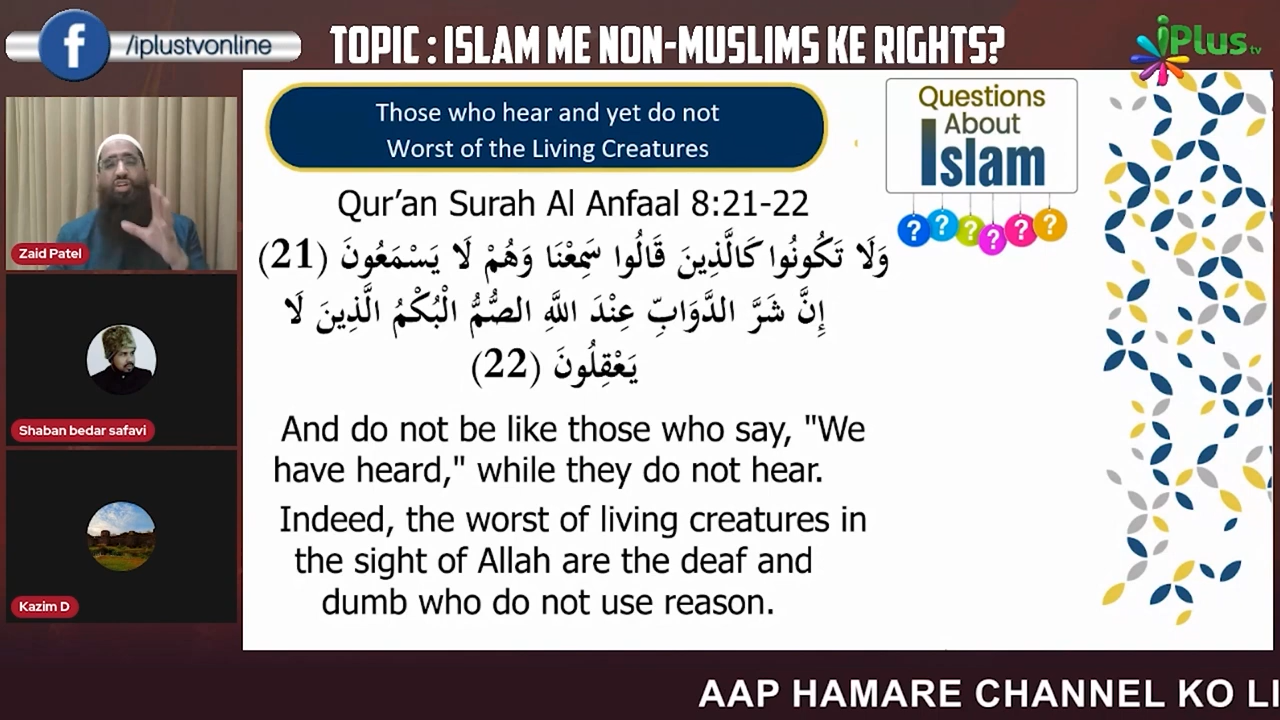 /iplustvonline
TOPIC : ISLAM ME NON-MUSLIMS KE RIGHTS?
iPlus tv
Those who hear and yet do not
Worst of the Living Creatures
Questions
About
Islam
? ? ? ? ? ?
Qur’an Surah Al Anfaal 8:21-22
وَلَا تَكُونُوا كَالَّذِينَ قَالُوا سَمِعْنَا وَهُمْ لَا يَسْمَعُونَ (21)
إِنَّ شَرَّ الدَّوَابِّ عِنْدَ اللَّهِ الصُّمُّ الْبُكْمُ الَّذِينَ لَا
يَعْقِلُونَ (22)
And do not be like those who say, "We
have heard," while they do not hear.
Indeed, the worst of living creatures in
the sight of Allah are the deaf and
dumb who do not use reason.
Zaid Patel
Shaban bedar safavi
Kazim D
AAP HAMARE CHANNEL KO LI